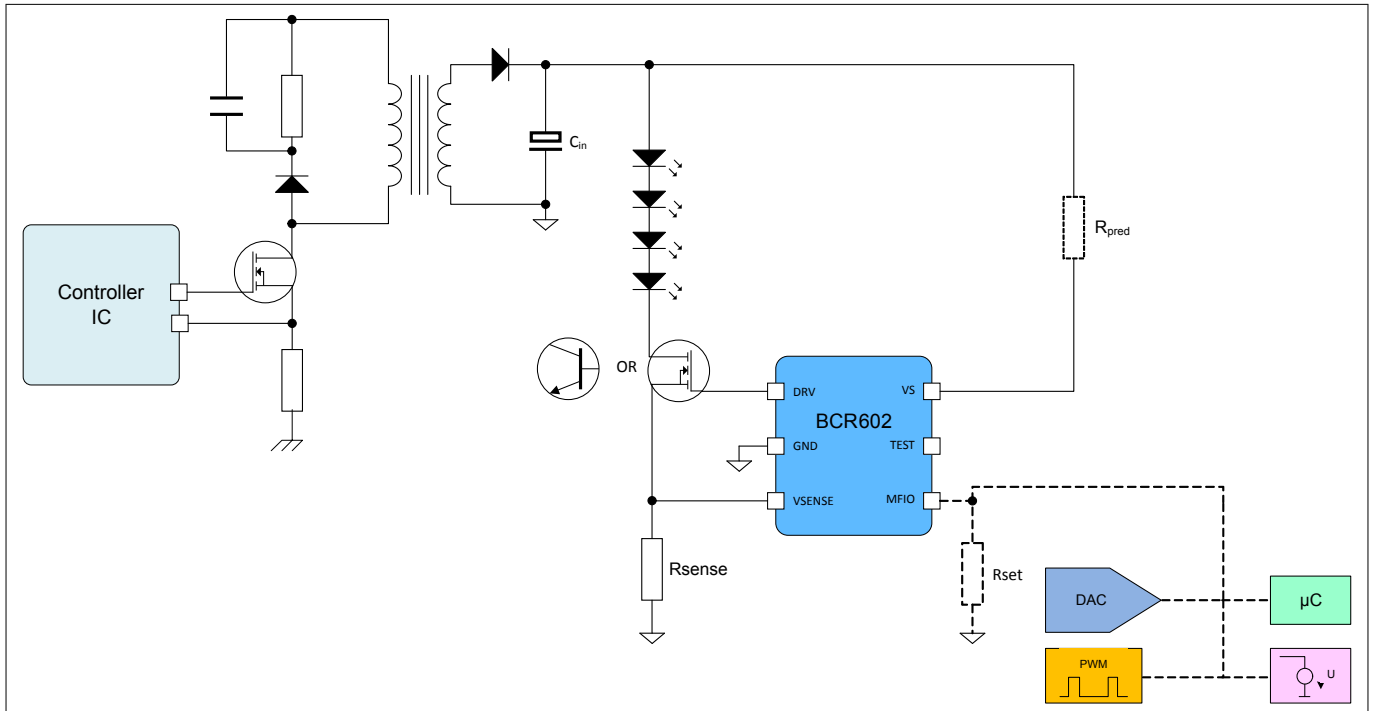 Cin
Rpred
Controller
IC
OR
DRV
VS
BCR602
GND
TEST
VSENSE
MFIO
Rsense
Rset
DAC
µC
PWM
U